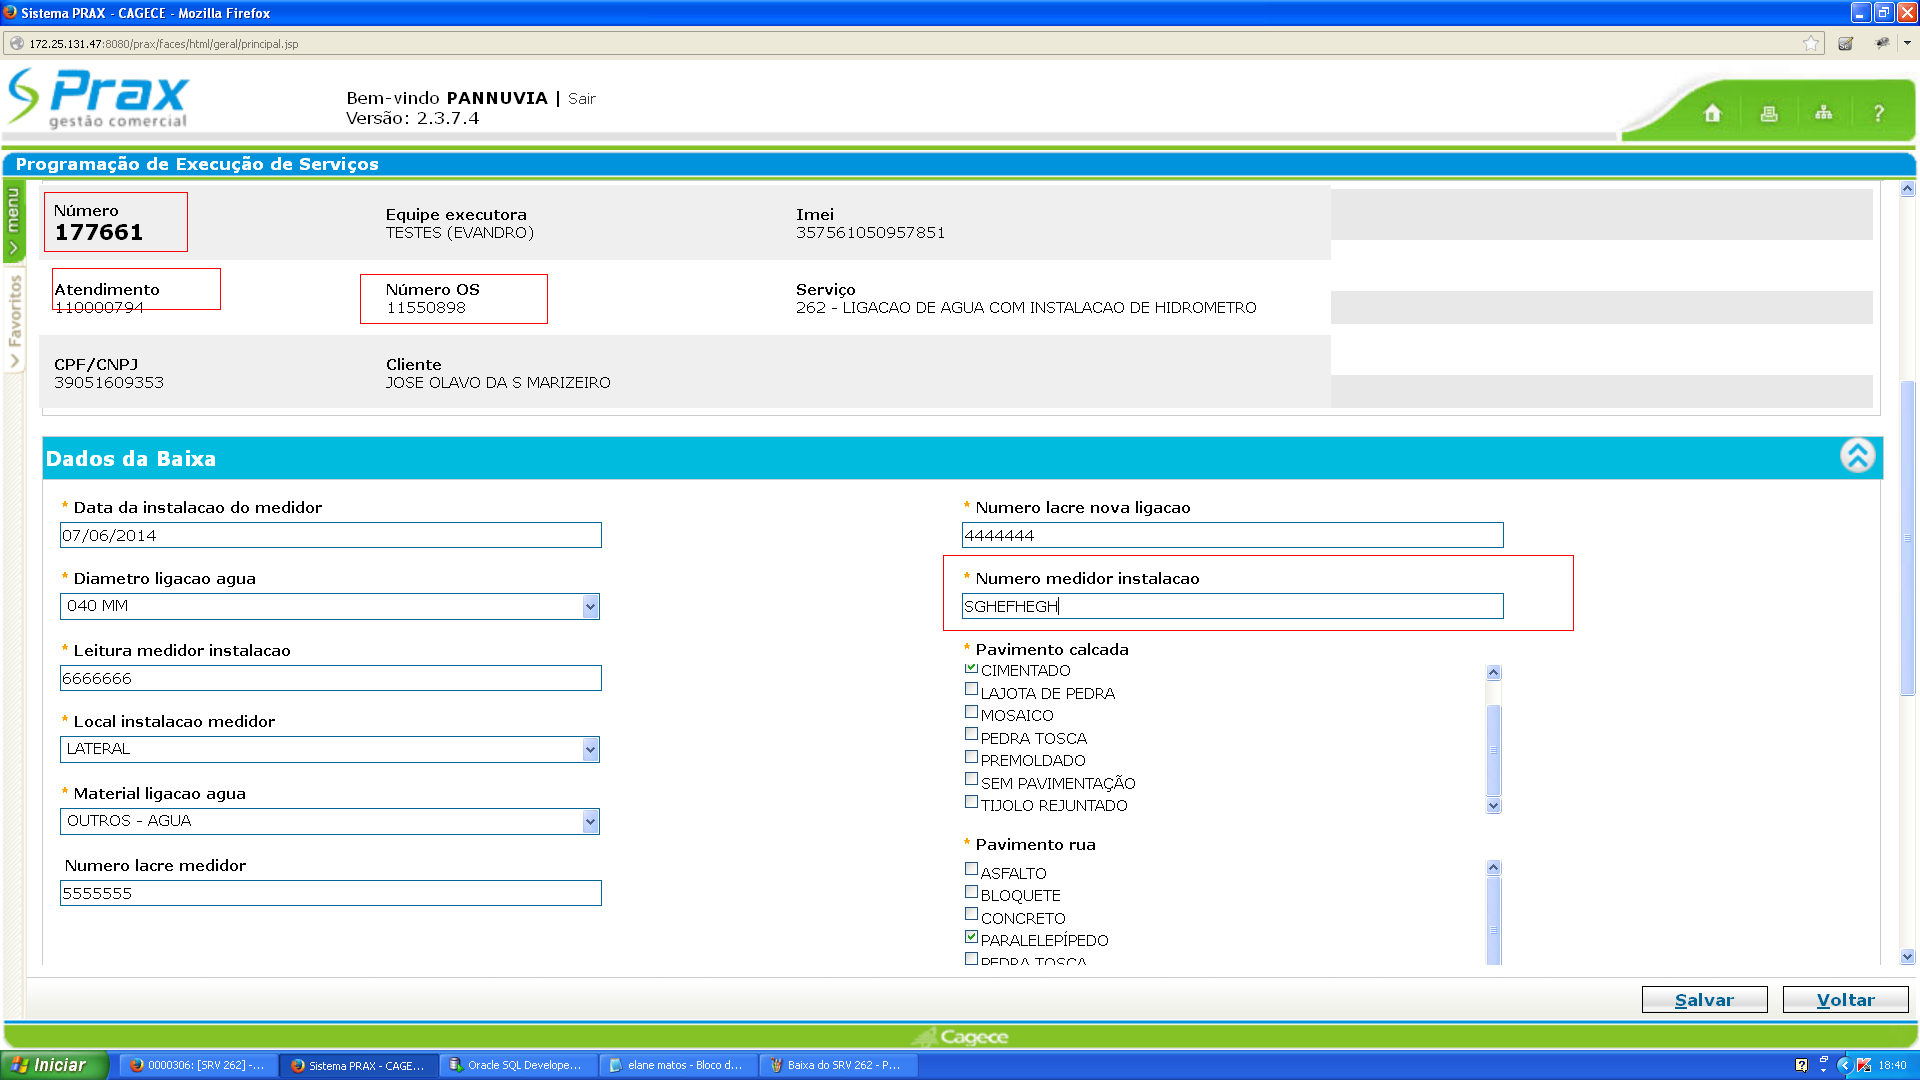 Sistema PRAX - CAGECE - Mozilla Firefox
172.25.131.47:8080/prax/faces/html/geral/principal.jsp
Prax
gestão comercial
Bem-vindo PANNUVIA | Sair
Versão: 2.3.7.4
?
Programação de Execução de Serviços
menu
Favoritos
Número
177661
Equipe executora
TESTES (EVANDRO)
Imei
357561050957851
Atendimento
110000794
Número OS
11550898
Serviço
262 - LIGACAO DE AGUA COM INSTALACAO DE HIDROMETRO
CPF/CNPJ
39051609353
Cliente
JOSE OLAVO DA S MARIZEIRO
Dados da Baixa
* Data da instalacao do medidor
07/06/2014
* Diametro ligacao agua
040 MM
* Leitura medidor instalacao
6666666
* Local instalacao medidor
LATERAL
* Material ligacao agua
OUTROS - AGUA
Numero lacre medidor
5555555
* Numero lacre nova ligacao
4444444
* Numero medidor instalacao
SGHEFHEGH
* Pavimento calcada
CIMENTADO
LAJOTA DE PEDRA
MOSAICO
PEDRA TOSCA
PREMOLDADO
SEM PAVIMENTAÇÃO
TIJOLO REJUNTADO
* Pavimento rua
ASFALTO
BLOQUETE
CONCRETO
PARALELEPÍPEDO
PEDRA TOSCA
Salvar
Voltar
Cagece
Iniciar
0000306: [SRV 262] -...
Sistema PRAX - CAGE...
Oracle SQL Develope...
elane matos - Bloco d...
Baixa do SRV 262 - P...
18:40